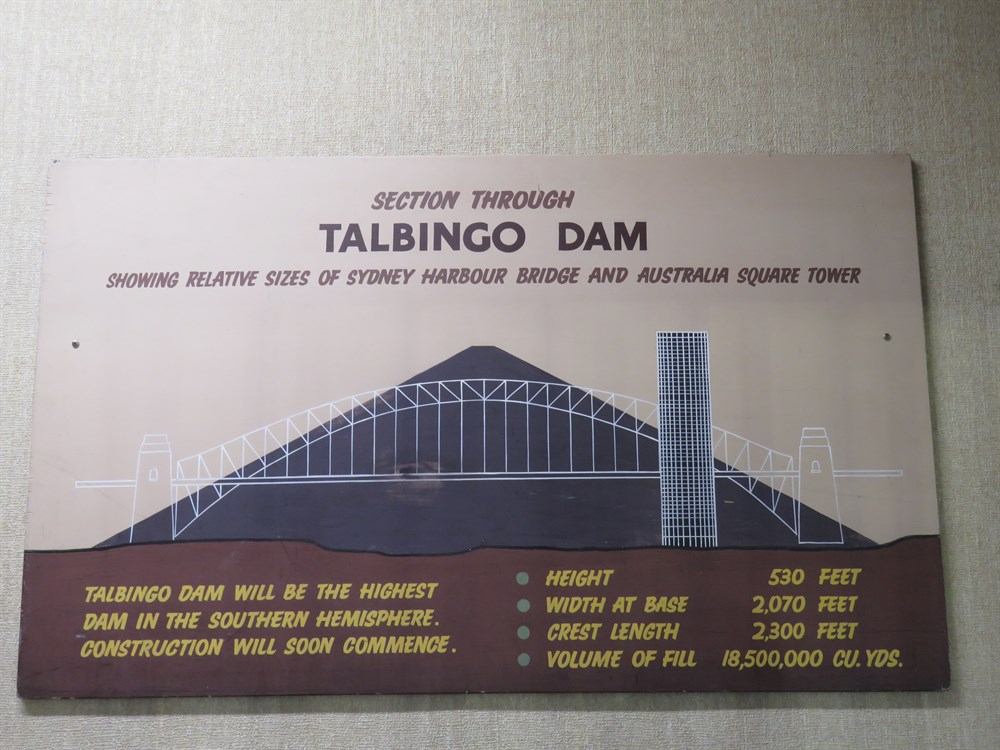 SECTION THROUGH
TALBINGO DAM
SHOWING RELATIVE SIZES OF SYDNEY HARBOUR BRIDGE AND AUSTRALIA SQUARE TOWER
TALBINGO DAM WILL BE THE HIGHEST
DAM IN THE SOUTHERN HEMISPHERE.
CONSTRUCTION WILL SOON COMMENCE.
HEIGHT 530 FEET
WIDTH AT BASE 2,070 FEET
CREST LENGTH 2,300 FEET
VOLUME OF FILL 18,500,000 CU. YDS.